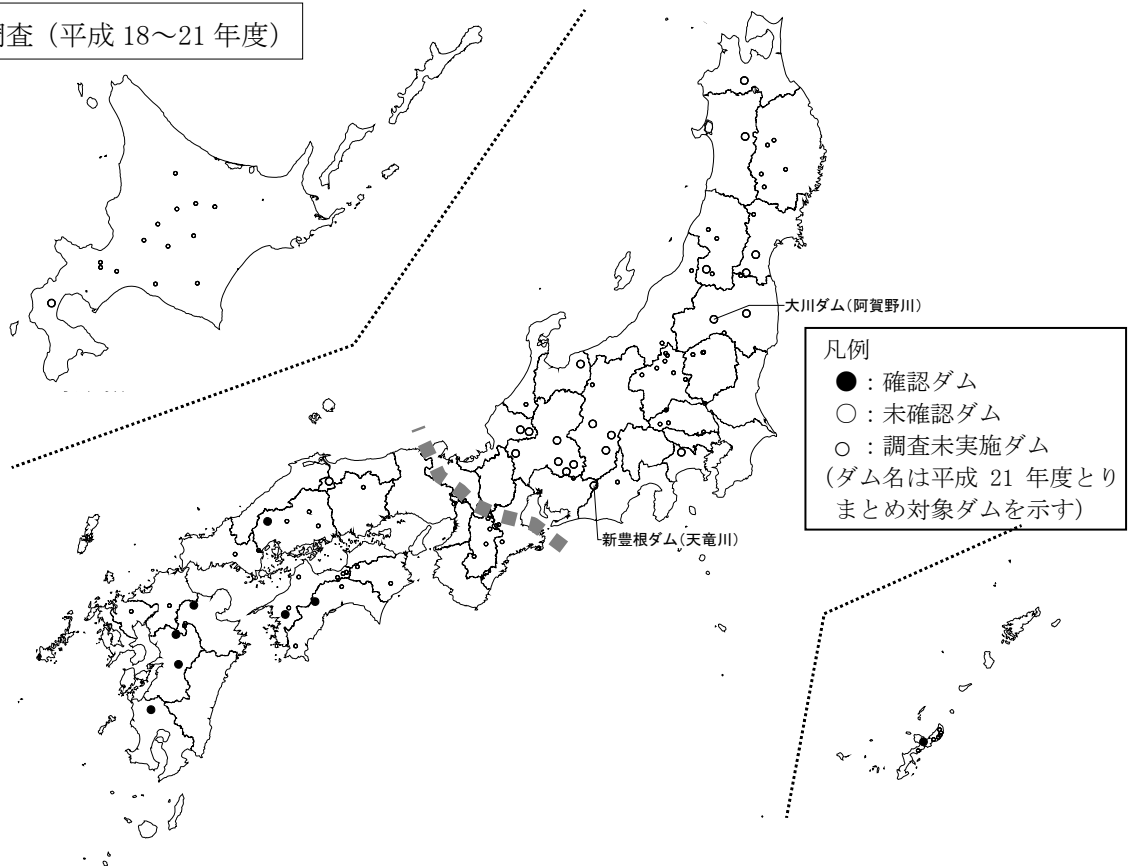 査（平成 18～21 年度）
大川ダム（阿賀野川）
凡例
●：確認ダム
○：未確認ダム
○：調査未実施ダム
（ダム名は平成 21 年度とり
まとめ対象ダムを示す）
新豊根ダム（天竜川）